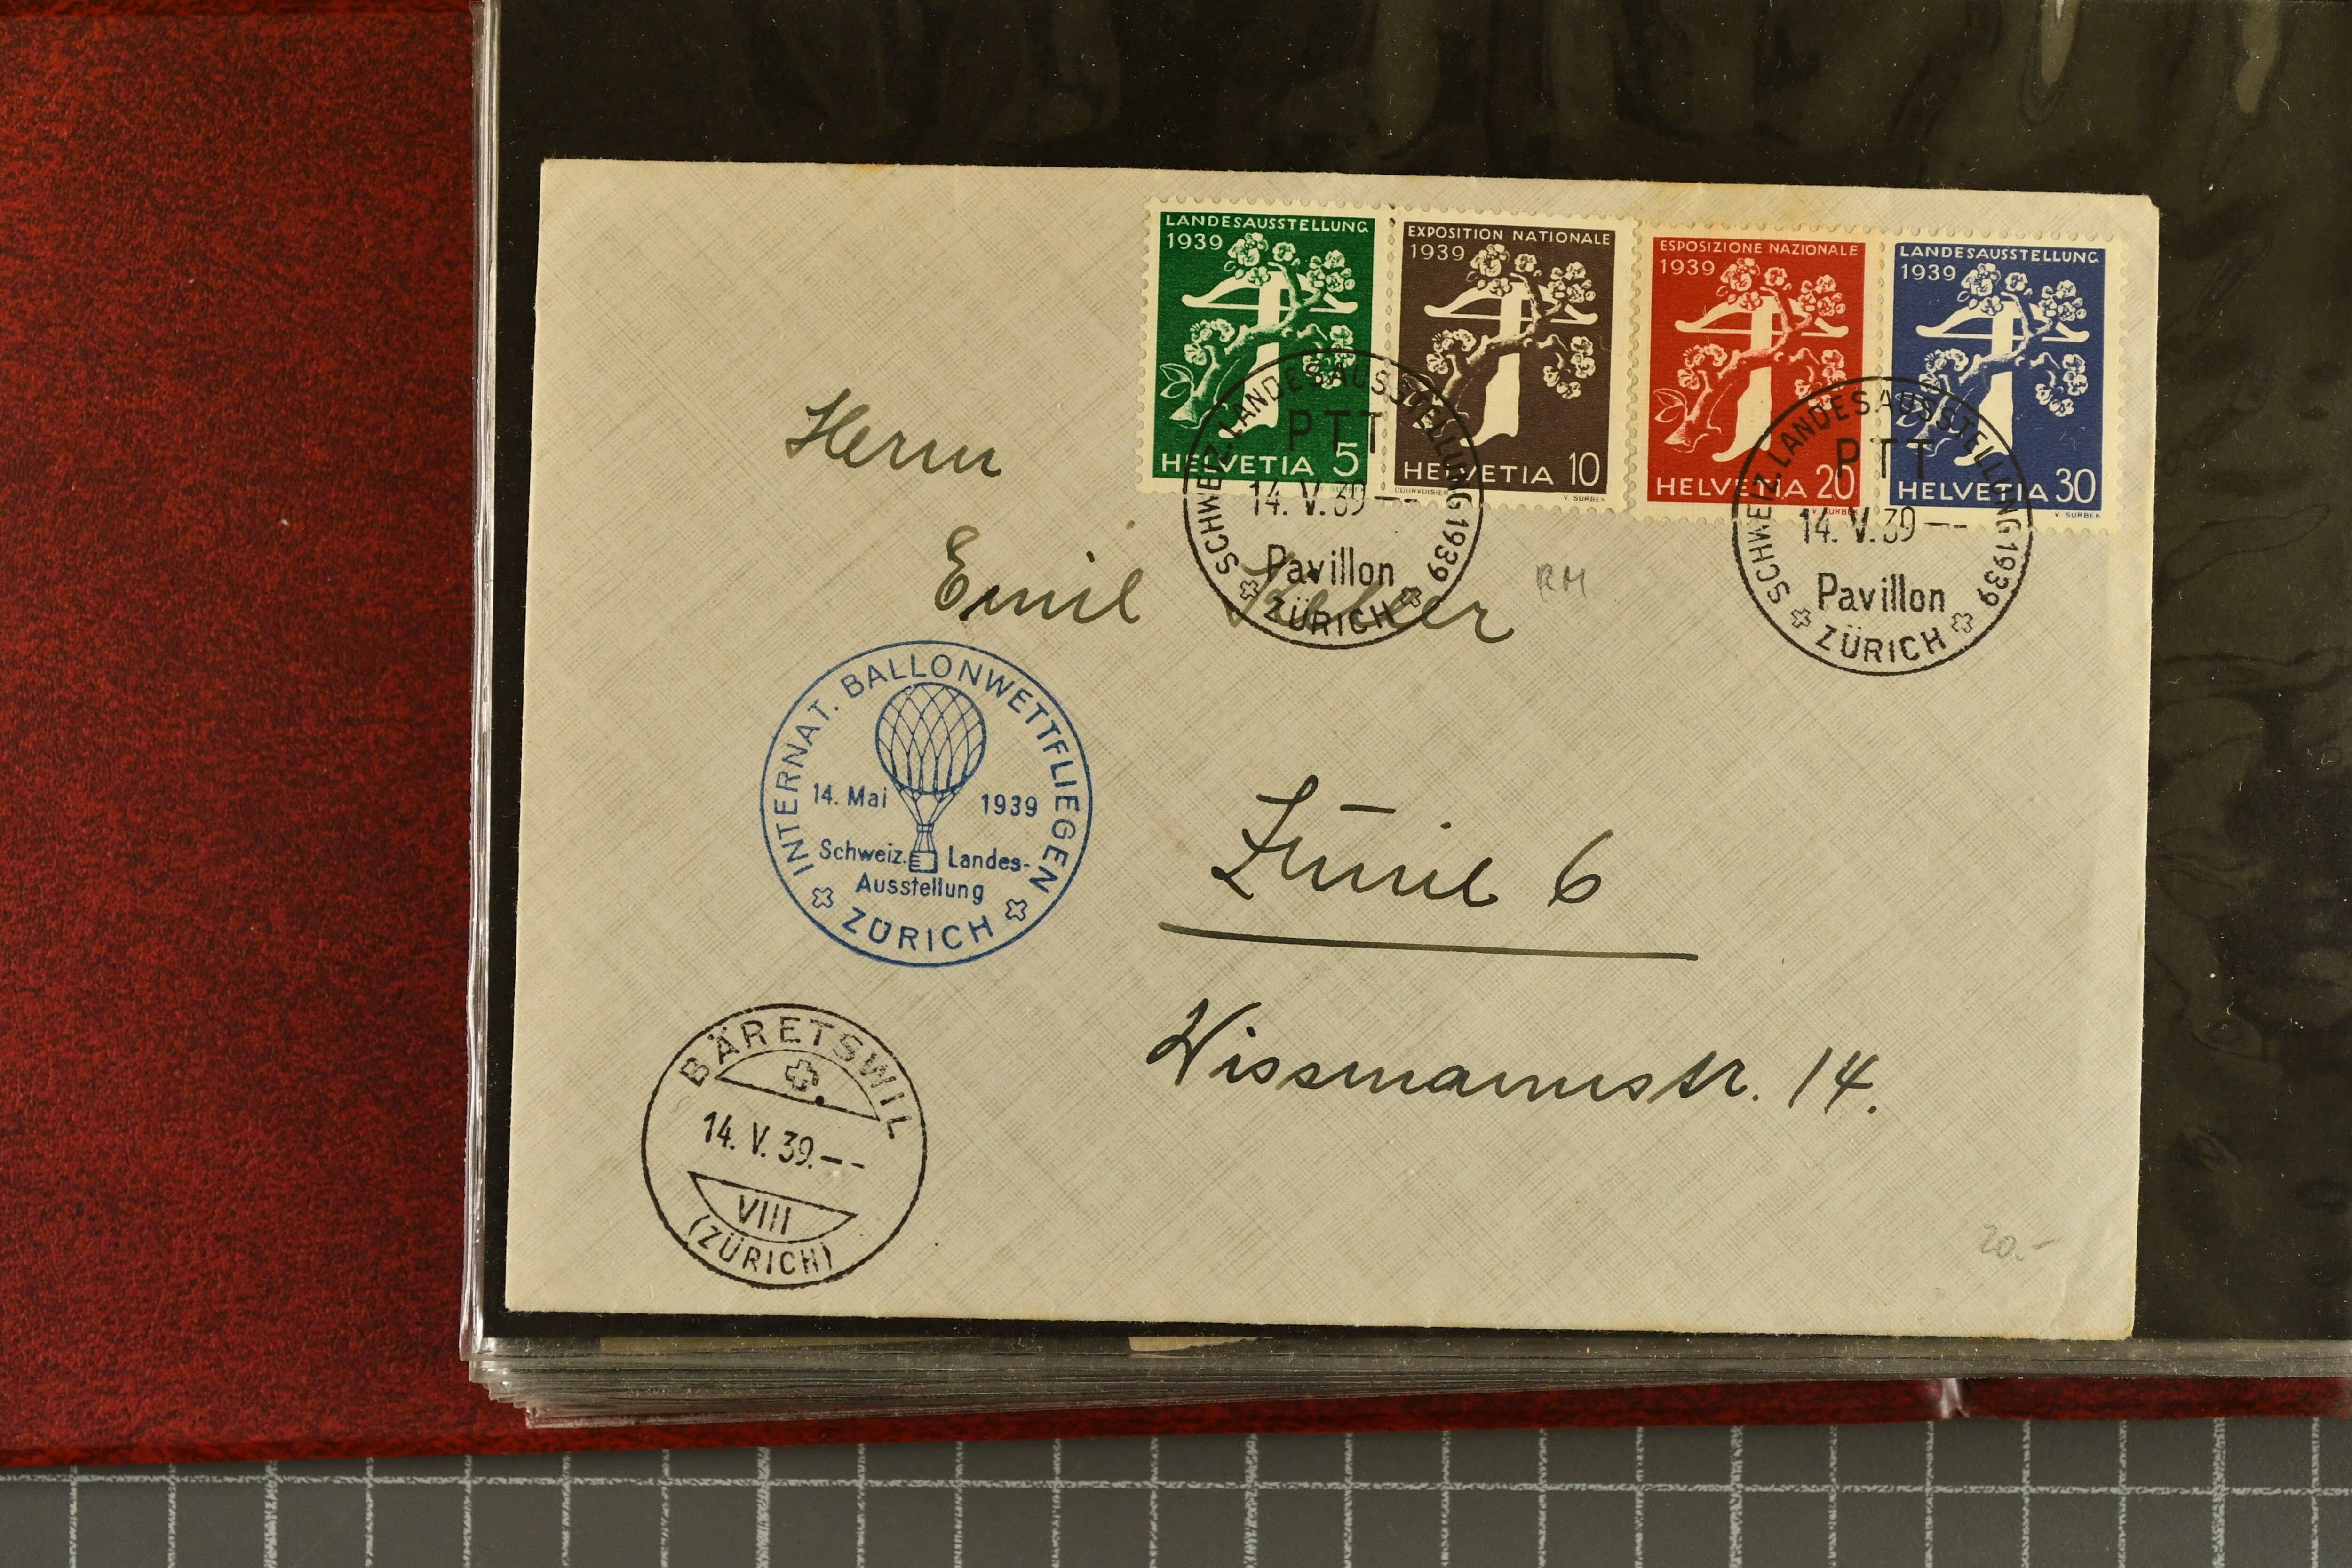 LANDESAUSSTELLUNG
1939
HELVETIA 5
EXPOSITION NATIONALE
1939
HELVETIA 10
COURVOISIER
V. SURBEK
ESPOSIZIONE NAZIONALE
1939
HELVETIA 20
V. SURBEK
LANDESAUSSTELLUNG
1939
HELVETIA 30
V. SURBEK
SCHWEIZ. LANDESAUSSTELLUNG 1939
PTT
14. V. 39 --
Pavillon
ZÜRICH
SCHWEIZ. LANDESAUSSTELLUNG 1939
PTT
14. V. 39 --
Pavillon
ZÜRICH
Herrn
Emil
RM
INTERNAT. BALLONWETTFLIEGEN
14. Mai 1939
Schweiz. Landes-
Ausstellung
ZÜRICH
Zürich 6
Wissmannstr. 14.
BÄRETSWIL
14. V. 39.--
VIII
(ZÜRICH)
20.-